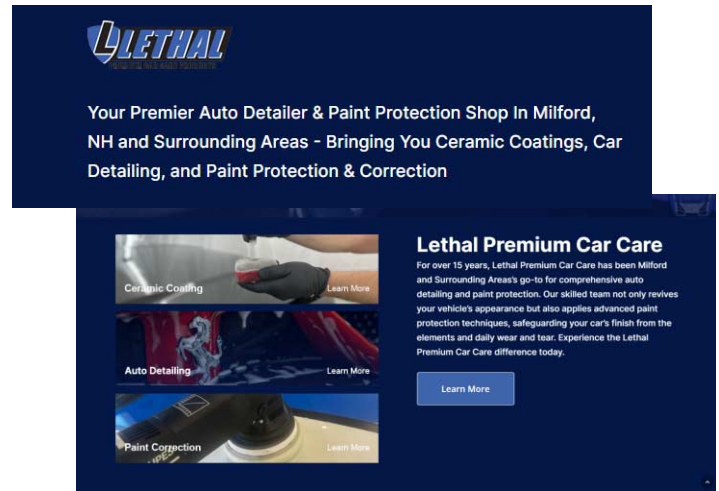 LETHAL
Your Premier Auto Detailer & Paint Protection Shop In Milford,
NH and Surrounding Areas - Bringing You Ceramic Coatings, Car
Detailing, and Paint Protection & Correction
Ceramic Coating
Learn More
Auto Detailing
Learn More
Paint Correction
Learn More
Lethal Premium Car Care
For over 15 years, Lethal Premium Car Care has been Milford
and Surrounding Areas's go-to for comprehensive auto
detailing and paint protection. Our skilled team not only revives
your vehicle's appearance but also applies advanced paint
protection techniques, safeguarding your car's finish from the
elements and daily wear and tear. Experience the Lethal
Premium Car Care difference today.
Learn More